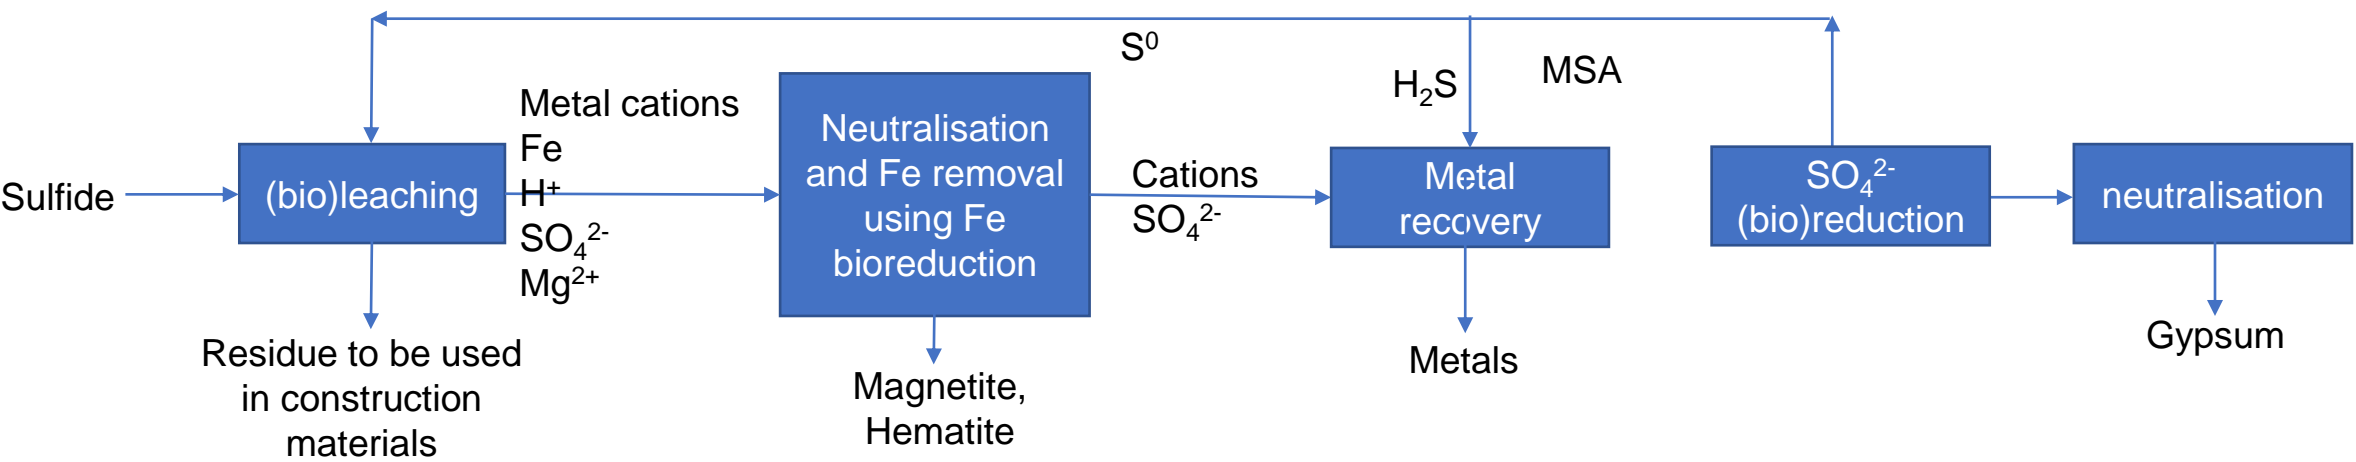 Sulfide
(bio)leaching
Residue to be used
in construction
materials
Metal cations
Fe
H⁺
SO₄²⁻
Mg²⁺
Neutralisation
and Fe removal
using Fe
bioreduction
Magnetite,
Hematite
S⁰
Cations
SO₄²⁻
H₂S
MSA
Metal
recovery
Metals
SO₄²⁻
(bio)reduction
neutralisation
Gypsum